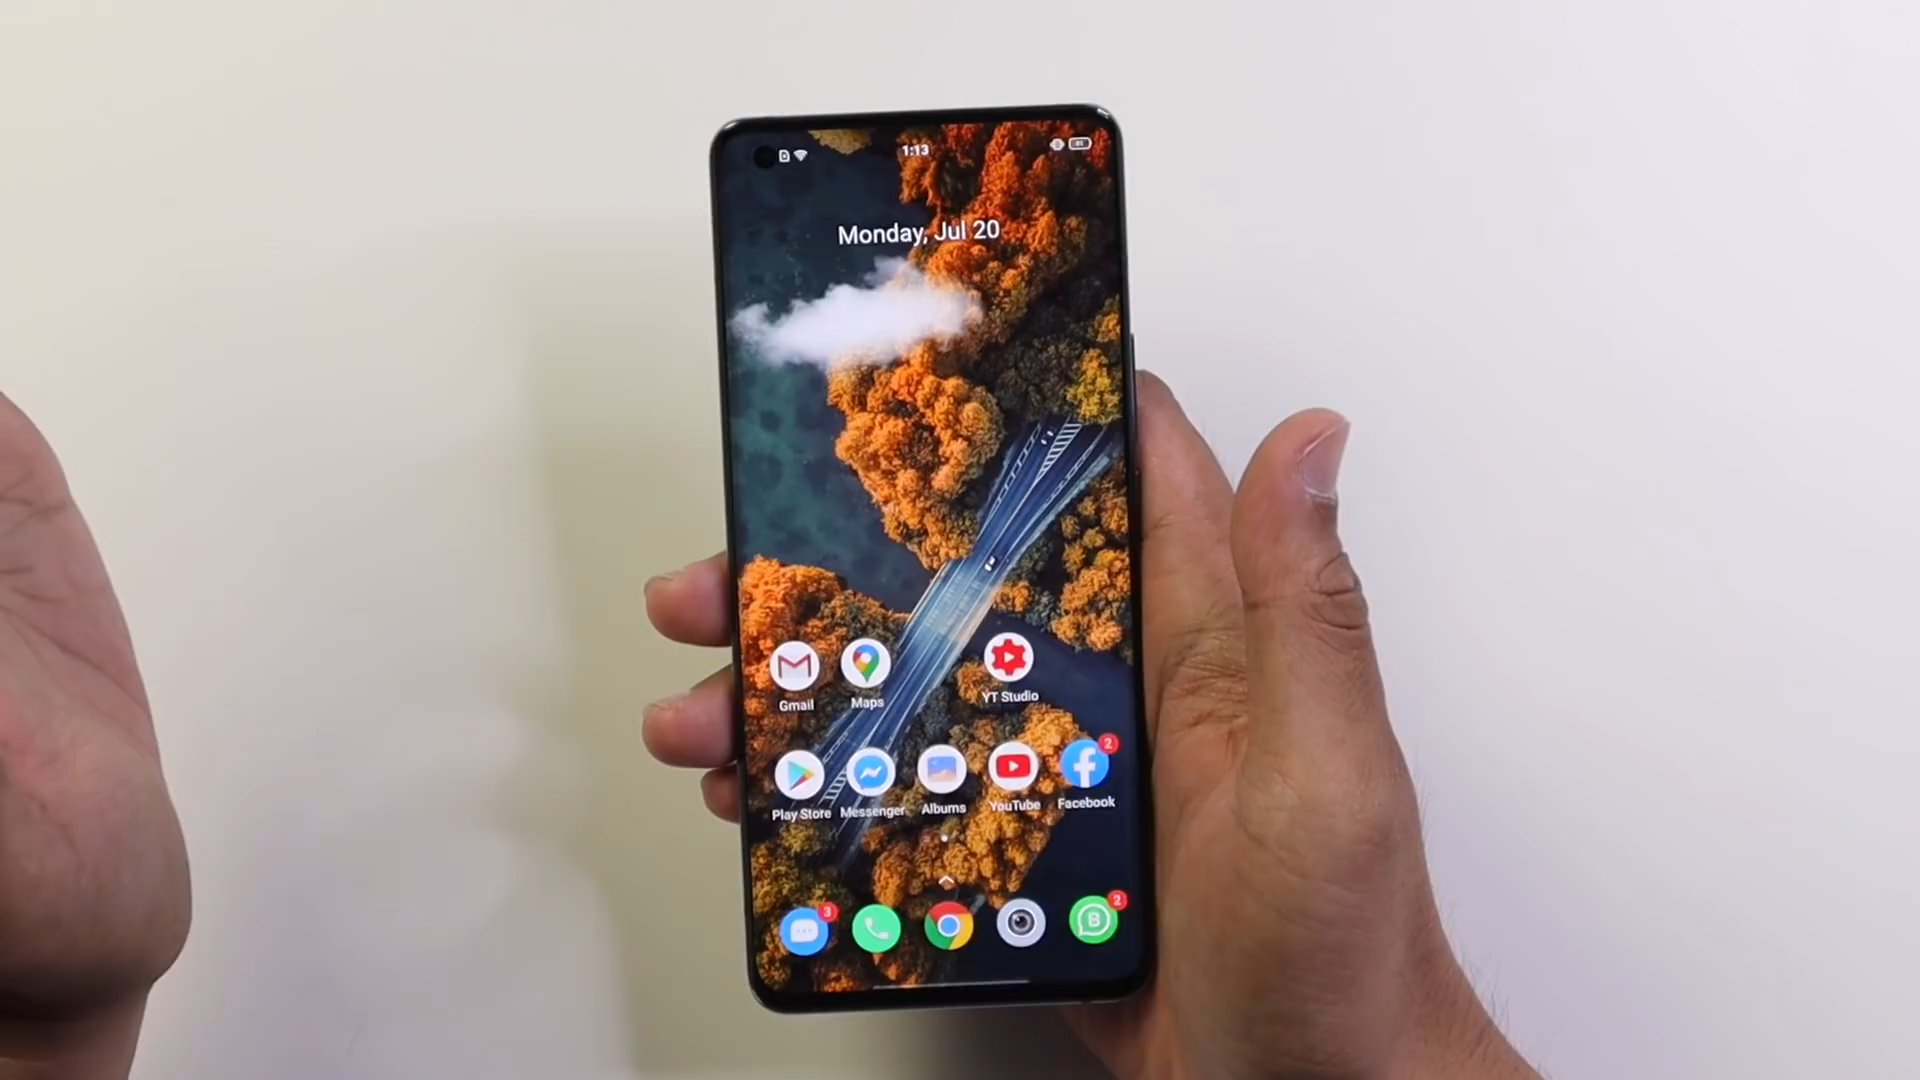 1:13
Monday, Jul 20
Gmail
Maps
YT Studio
2
Play Store
Messenger
Albums
YouTube
Facebook
3
2
B